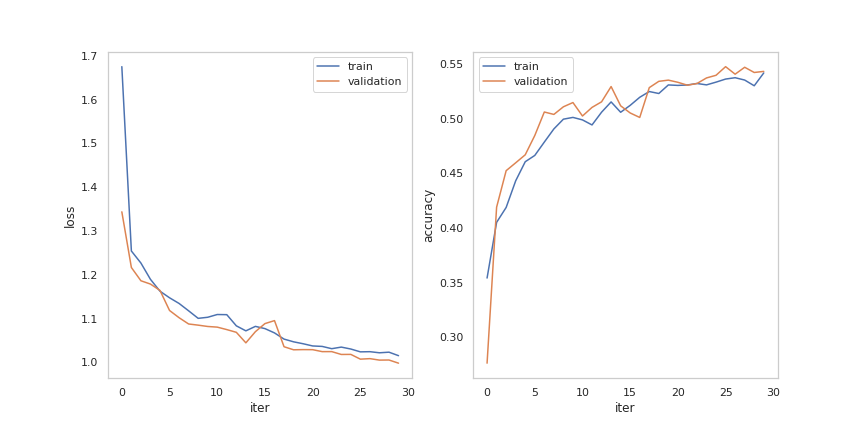 1.7
1.6
1.5
1.4
1.3
1.2
1.1
1.0
loss
0 5 10 15 20 25 30
iter
train
validation
0.55
0.50
0.45
0.40
0.35
0.30
accuracy
0 5 10 15 20 25 30
iter
train
validation